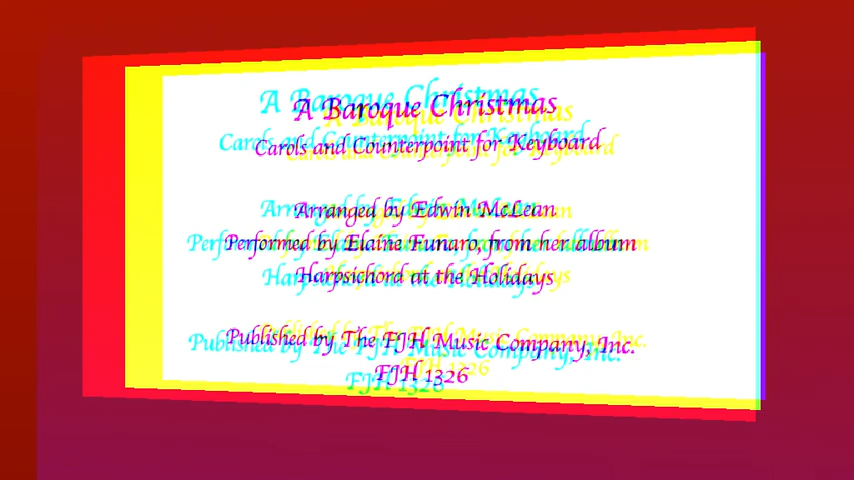 A Baroque Christmas
Carols and Counterpoint for Keyboard
Arranged by Edwin McLean
Performed by Elaine Funaro, from her album
Harpsichord at the Holidays
Published by The FJH Music Company, Inc.
FJH 1326